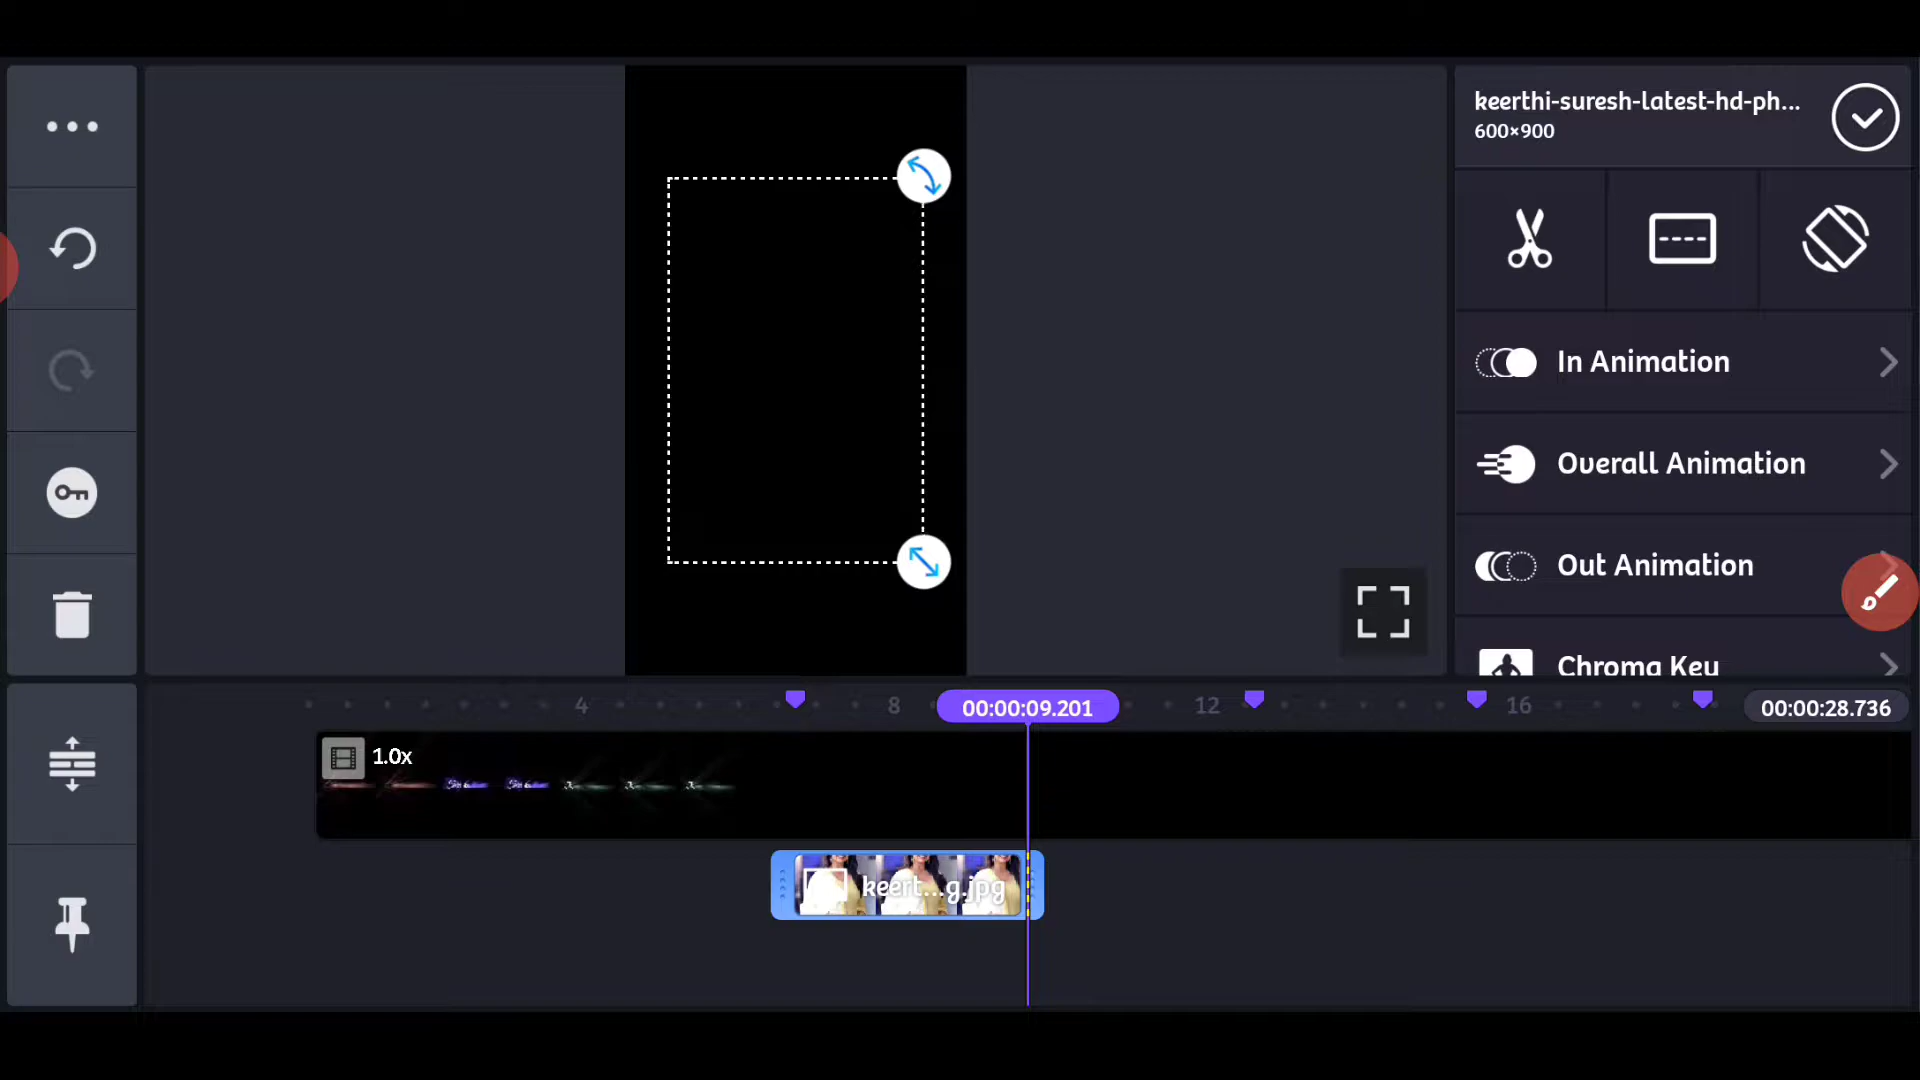 keerthi-suresh-latest-hd-ph...
600×900
In Animation
Overall Animation
Out Animation
Chroma Key
4
8
00:00:09.201
12
16
00:00:28.736
1.0x
keert...g.jpg